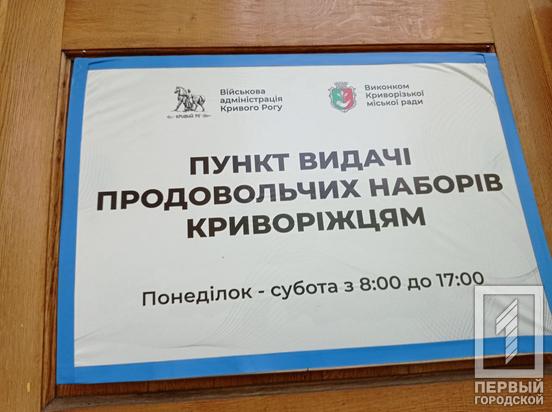 Військова
адміністрація
Кривого Рогу
КРИВИЙ РІГ
Виконком
Криворізької
міської ради
ПУНКТ ВИДАЧІ
ПРОДОВОЛЬЧИХ НАБОРІВ
КРИВОРІЖЦЯМ
Понеділок - субота з 8:00 до 17:00
1
ПЕРВЫЙ
ГОРОДСКОЙ